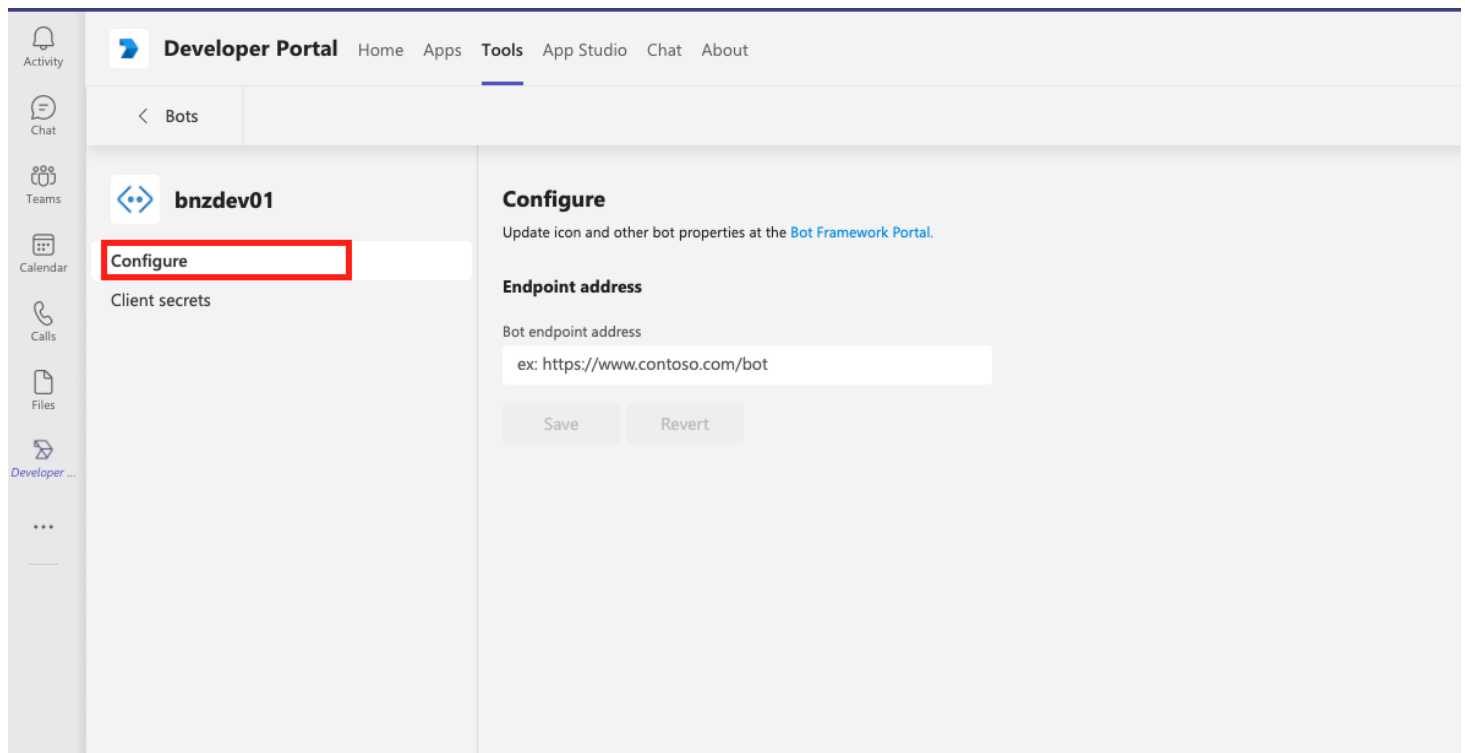 Activity
Chat
Teams
Calendar
Calls
Files
Developer ...
Developer Portal Home Apps Tools App Studio Chat About
Bots
bnzdev01
Configure
Client secrets
Configure
Update icon and other bot properties at the Bot Framework Portal.
Endpoint address
Bot endpoint address
ex: https://www.contoso.com/bot
Save Revert